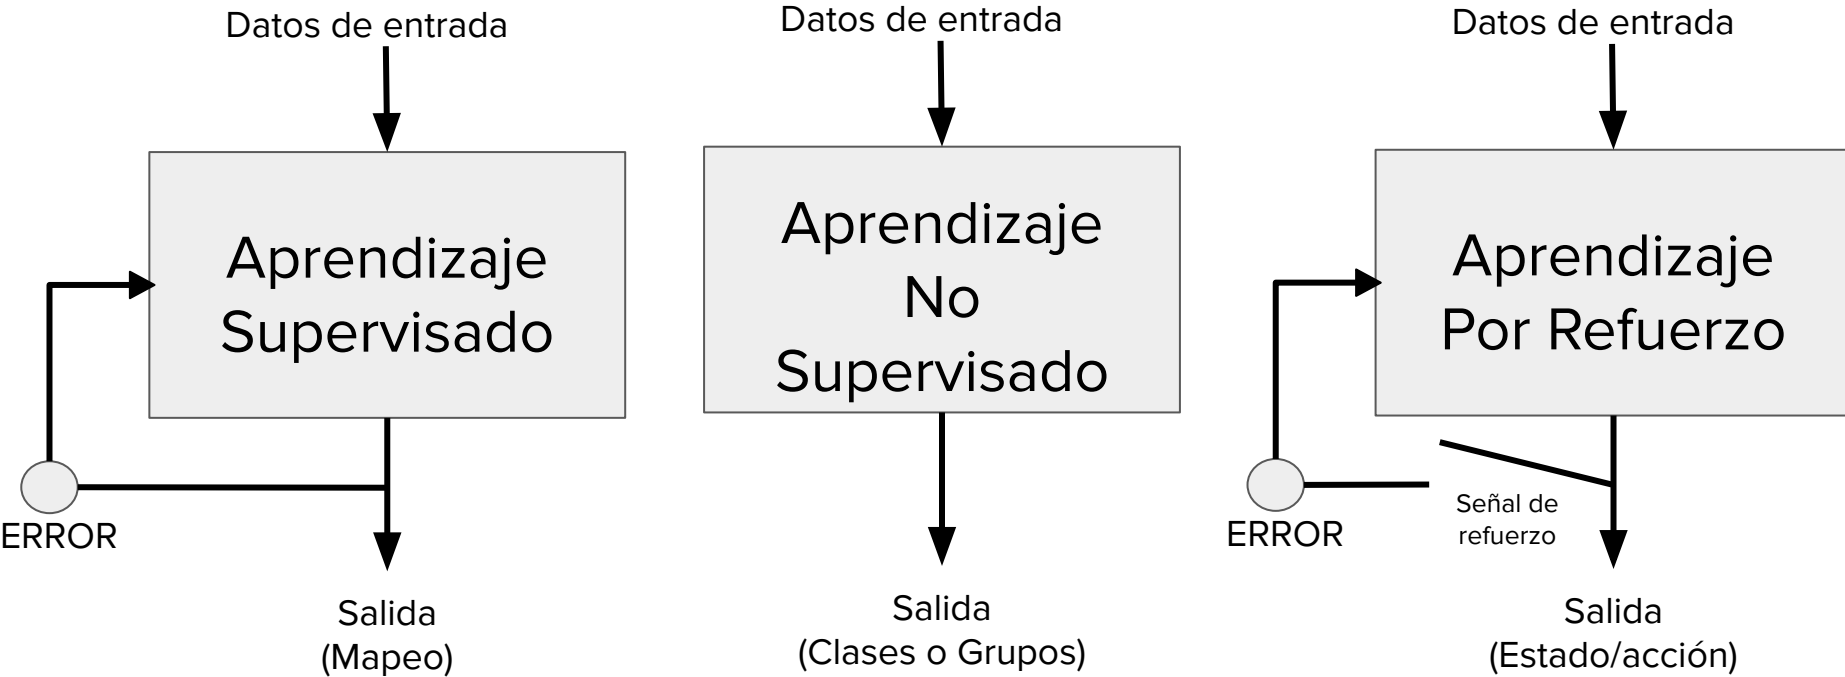 Datos de entrada
Aprendizaje
Supervisado
ERROR
Salida
(Mapeo)
Datos de entrada
Aprendizaje
No
Supervisado
Salida
(Clases o Grupos)
Datos de entrada
Aprendizaje
Por Refuerzo
Señal de
refuerzo
ERROR
Salida
(Estado/acción)